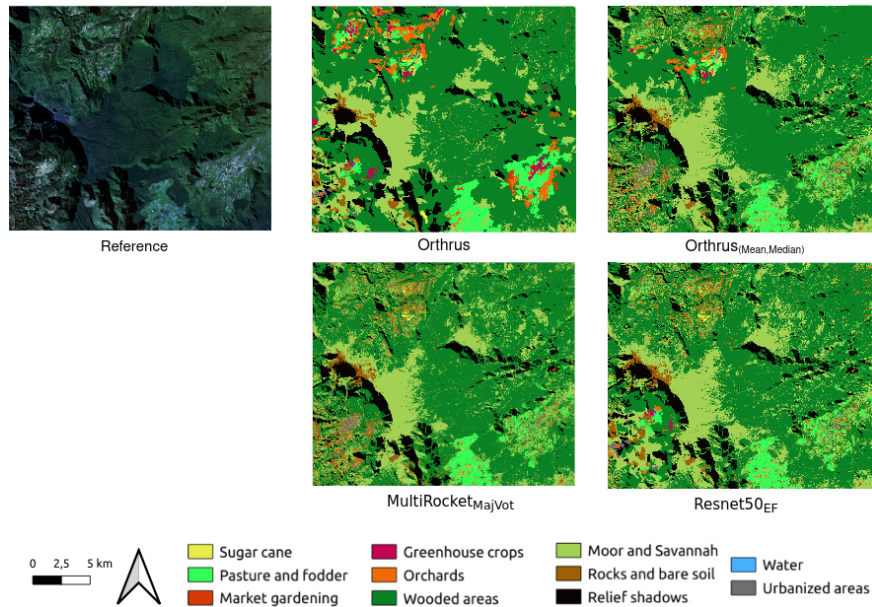 Reference
Orthrus
Orthrus(Mean,Median)
MultiRocketMajVot
Resnet50EF
0 2,5 5 km
Sugar cane
Pasture and fodder
Market gardening
Greenhouse crops
Orchards
Wooded areas
Moor and Savannah
Rocks and bare soil
Relief shadows
Water
Urbanized areas